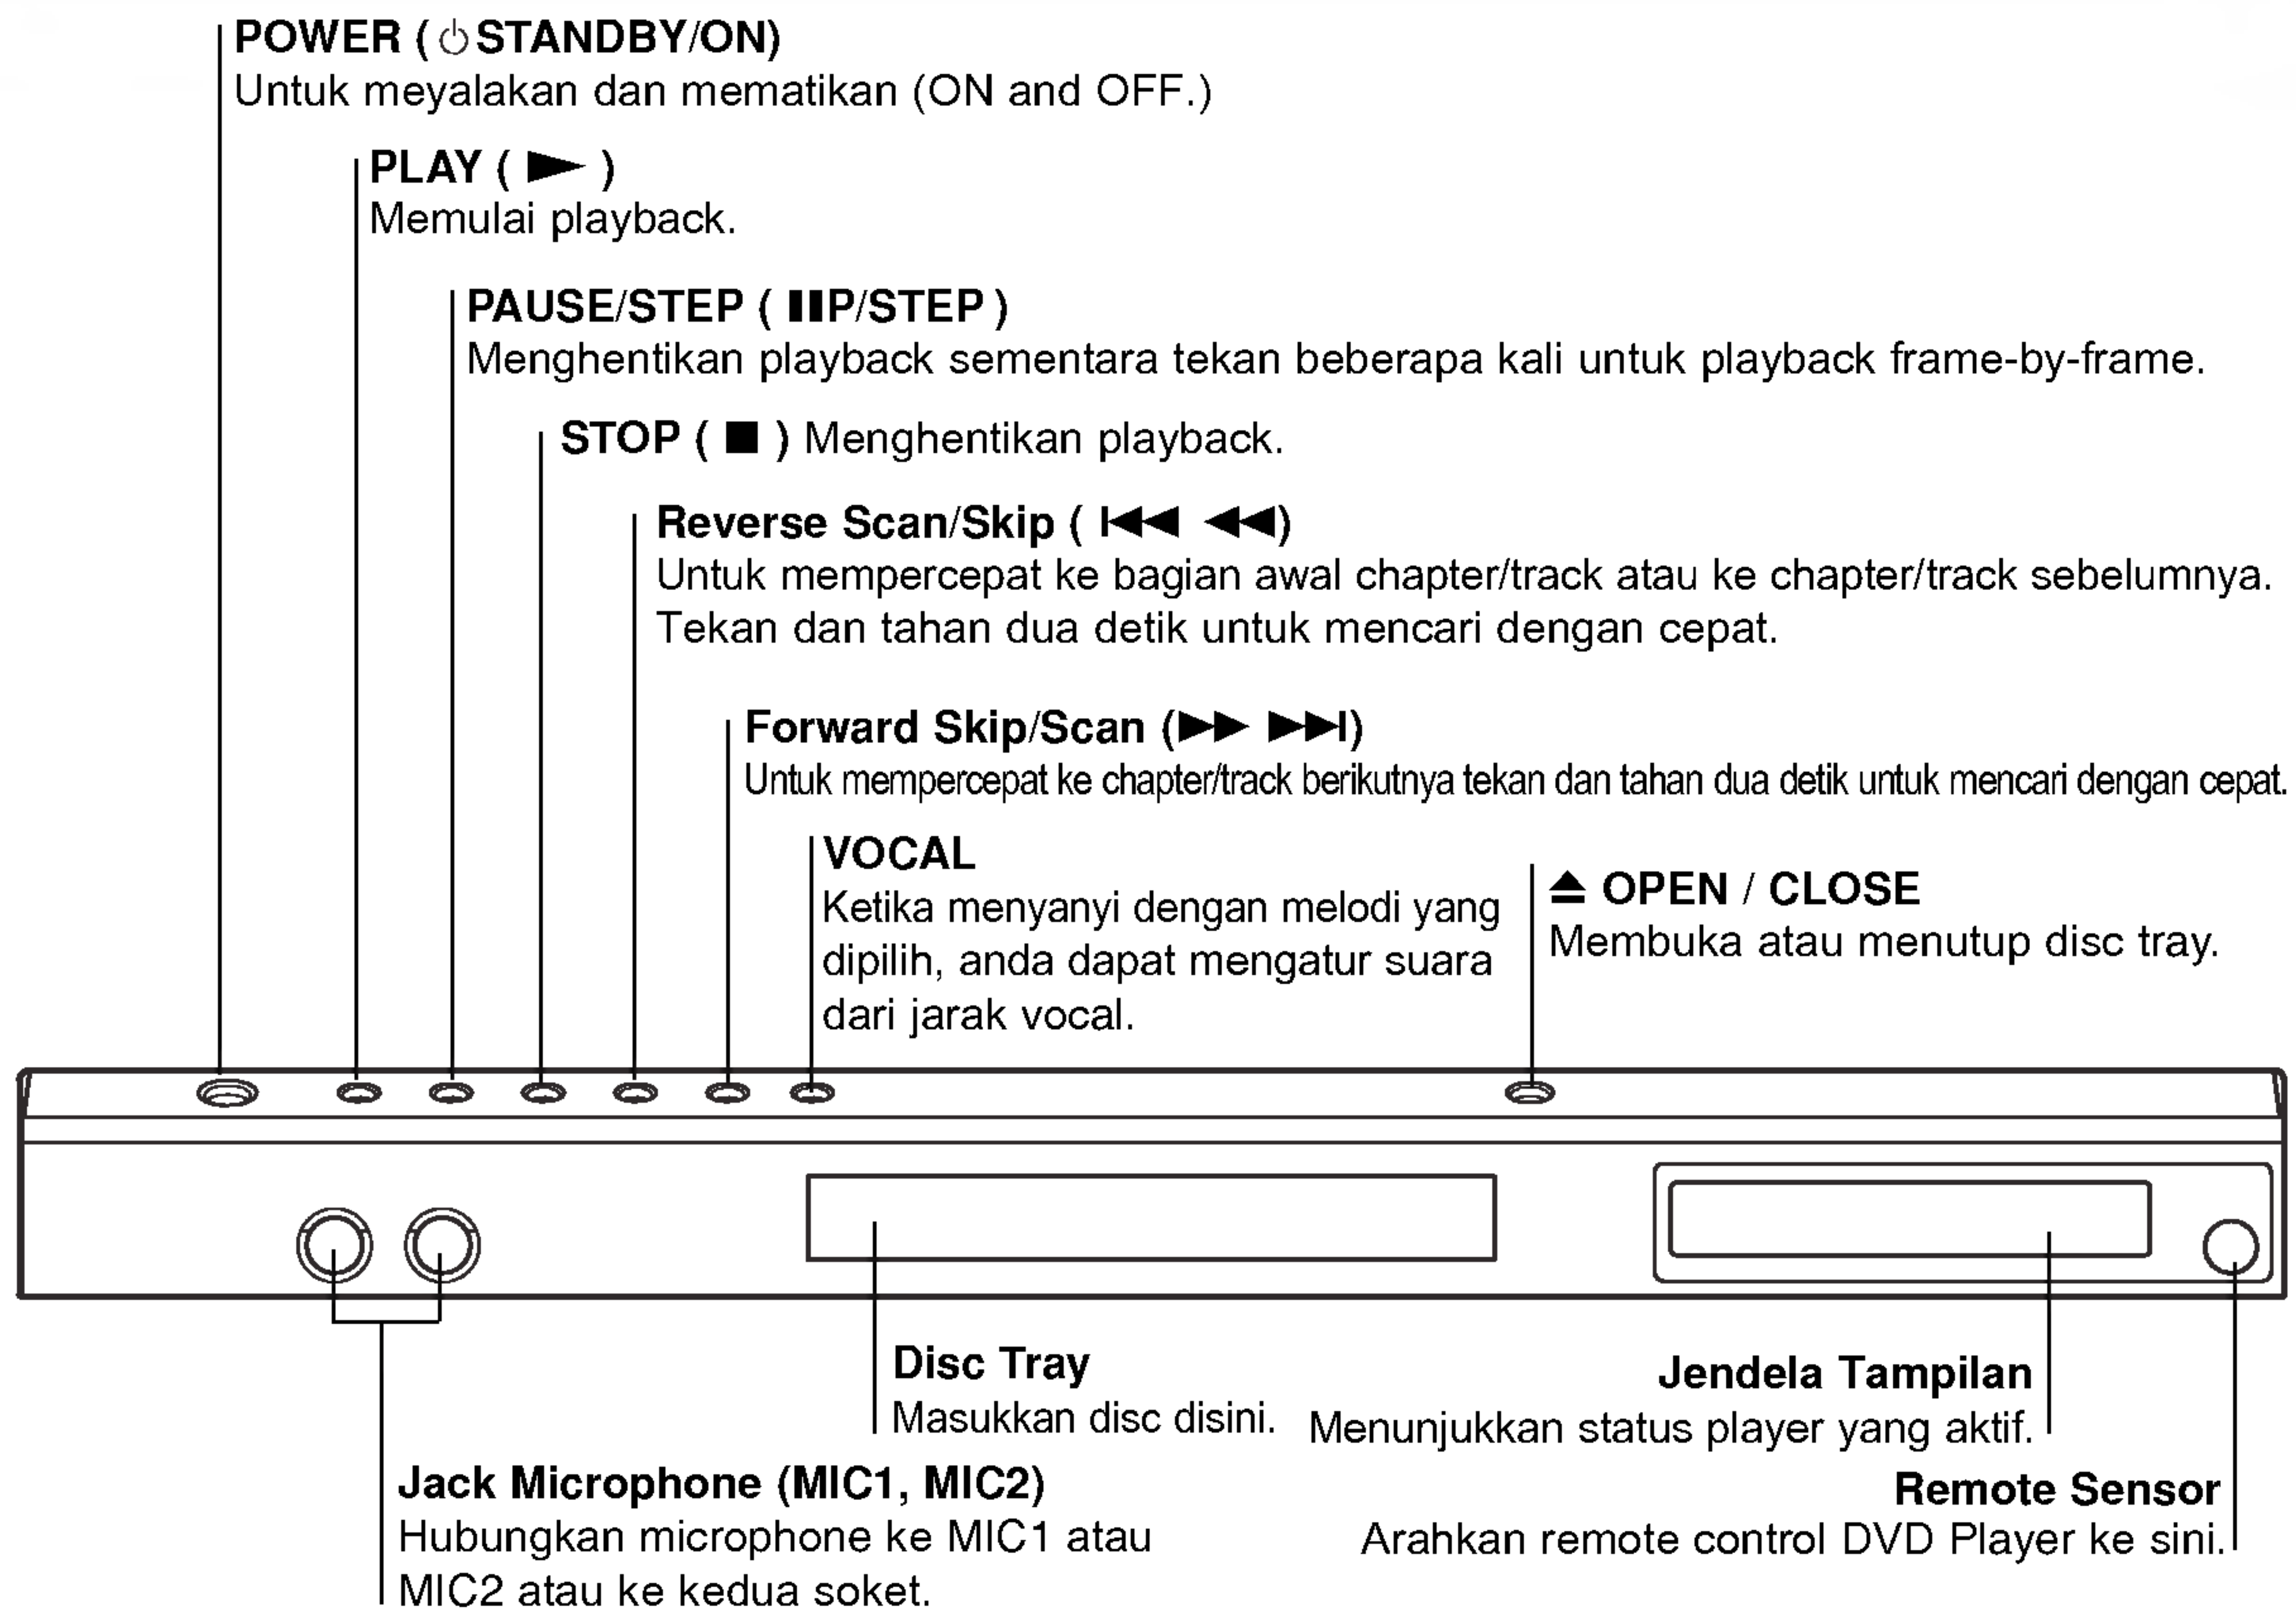 POWER ( ⏻ STANDBY/ON)
Untuk meyalakan dan mematikan (ON and OFF.)
PLAY ( ► )
Memulai playback.
PAUSE/STEP ( ▮▮P/STEP )
Menghentikan playback sementara tekan beberapa kali untuk playback frame-by-frame.
STOP ( ■ ) Menghentikan playback.
Reverse Scan/Skip ( I◄◄ ◄◄)
Untuk mempercepat ke bagian awal chapter/track atau ke chapter/track sebelumnya.
Tekan dan tahan dua detik untuk mencari dengan cepat.
Forward Skip/Scan (►► ►►I)
Untuk mempercepat ke chapter/track berikutnya tekan dan tahan dua detik untuk mencari dengan cepat.
VOCAL
Ketika menyanyi dengan melodi yang
dipilih, anda dapat mengatur suara
dari jarak vocal.
⏏ OPEN / CLOSE
Membuka atau menutup disc tray.
Disc Tray
Masukkan disc disini.
Jendela Tampilan
Menunjukkan status player yang aktif.
Jack Microphone (MIC1, MIC2)
Hubungkan microphone ke MIC1 atau
MIC2 atau ke kedua soket.
Remote Sensor
Arahkan remote control DVD Player ke sini.